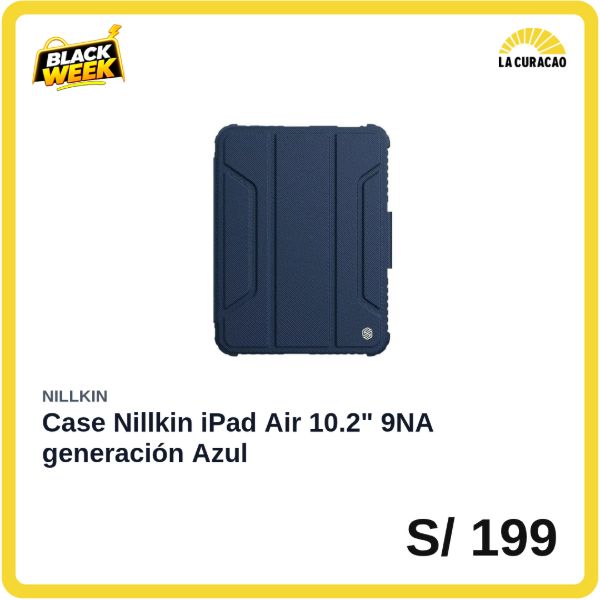 BLACK
WEEK
LA CURACAO
NILLKIN
Case Nillkin iPad Air 10.2" 9NA
generación Azul
S/ 199